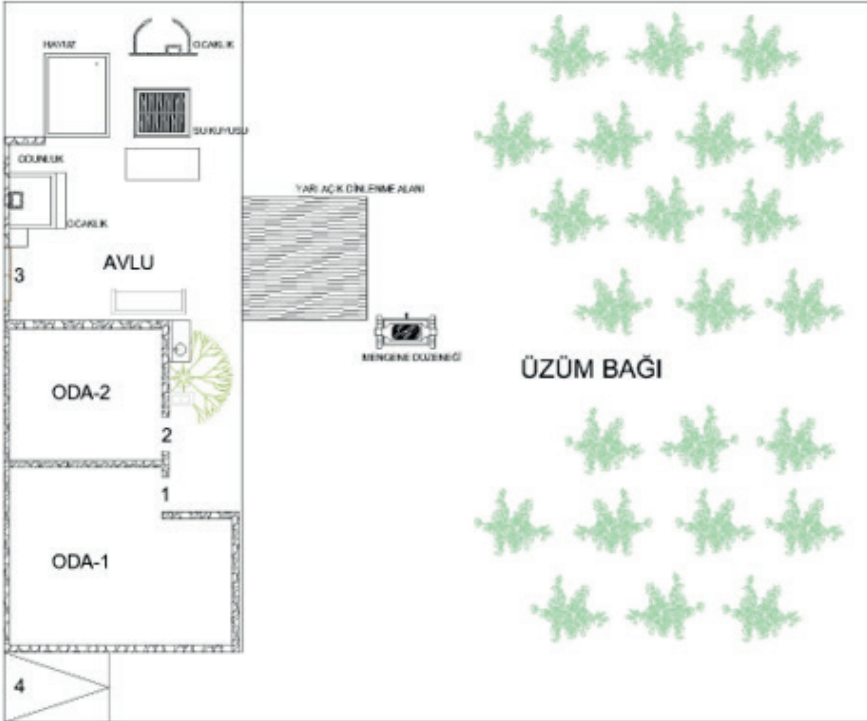 HAVUZ
OCAKLIK
SU KUYUSU
ODUNLUK
OCAKLIK
YARI AÇIK DİNLENME ALANI
3
AVLU
MENGENE DÜZENEĞİ
ÜZÜM BAĞI
ODA-2
2
1
ODA-1
4